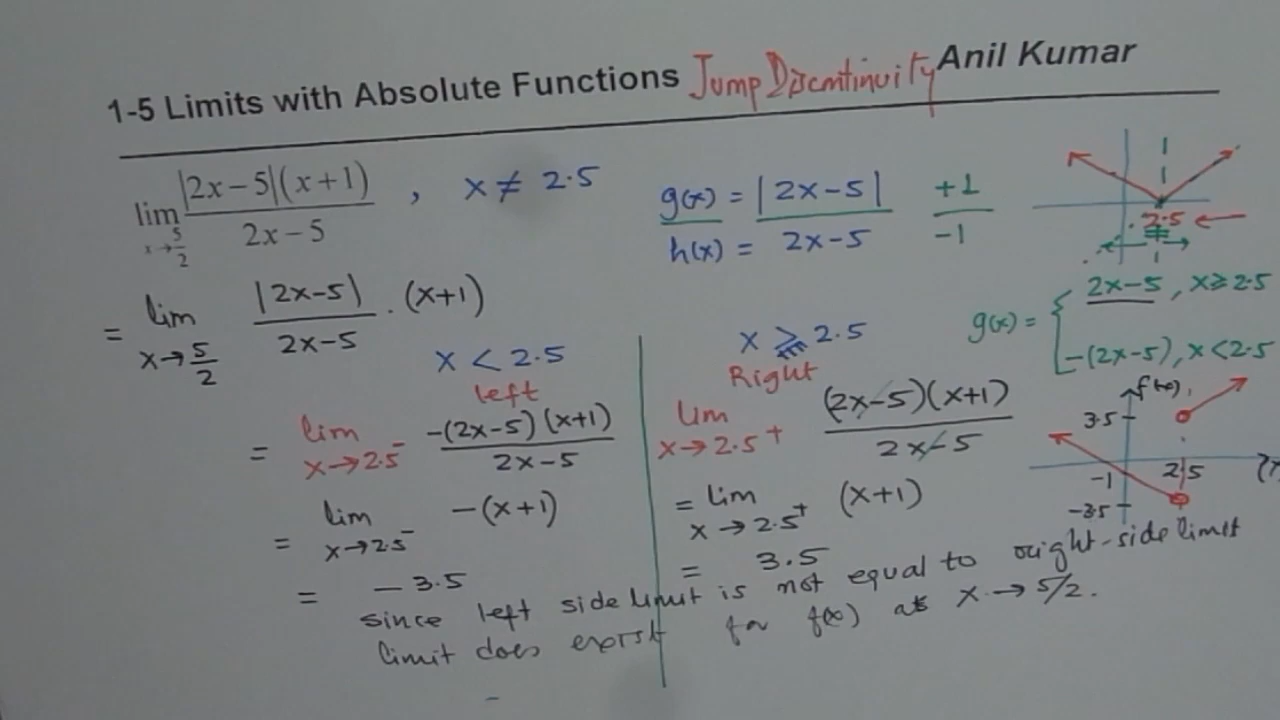 1-5 Limits with Absolute Functions Jump Discontinuity Anil Kumar
lim x→5/2 |2x-5|(x+1) / 2x-5 , x ≠ 2.5
g(x) = |2x-5| +1
h(x) = 2x-5 -1
2.5
= lim x→5/2 |2x-5| / 2x-5 . (x+1)
g(x) = { 2x-5, x≥2.5
-(2x-5), x<2.5
x < 2.5
left
= lim x→2.5⁻ -(2x-5)(x+1) / 2x-5
= lim x→2.5⁻ -(x+1)
= -3.5
x ≥ 2.5
Right
lim x→2.5+ (2x-5)(x+1) / 2x-5
= lim x→2.5+ (x+1)
= 3.5
f(x)
3.5
-1
2.5
-3.5
since left side limit is not equal to right-side limit
limit does exist for f(x) as x→5/2.